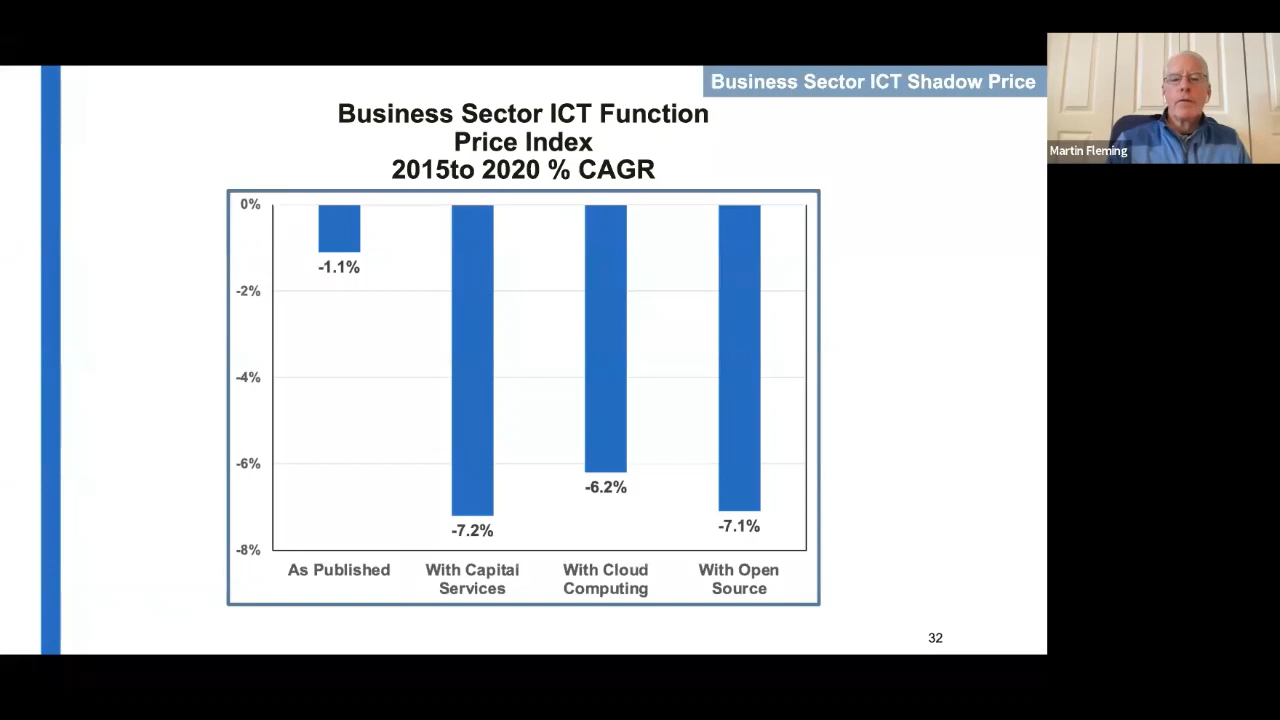 Business Sector ICT Shadow Price
Business Sector ICT Function
Price Index
2015to 2020 % CAGR
Martin Fleming
0%
-2%
-4%
-6%
-8%
-1.1%
-7.2%
-6.2%
-7.1%
As Published
With Capital
Services
With Cloud
Computing
With Open
Source
32